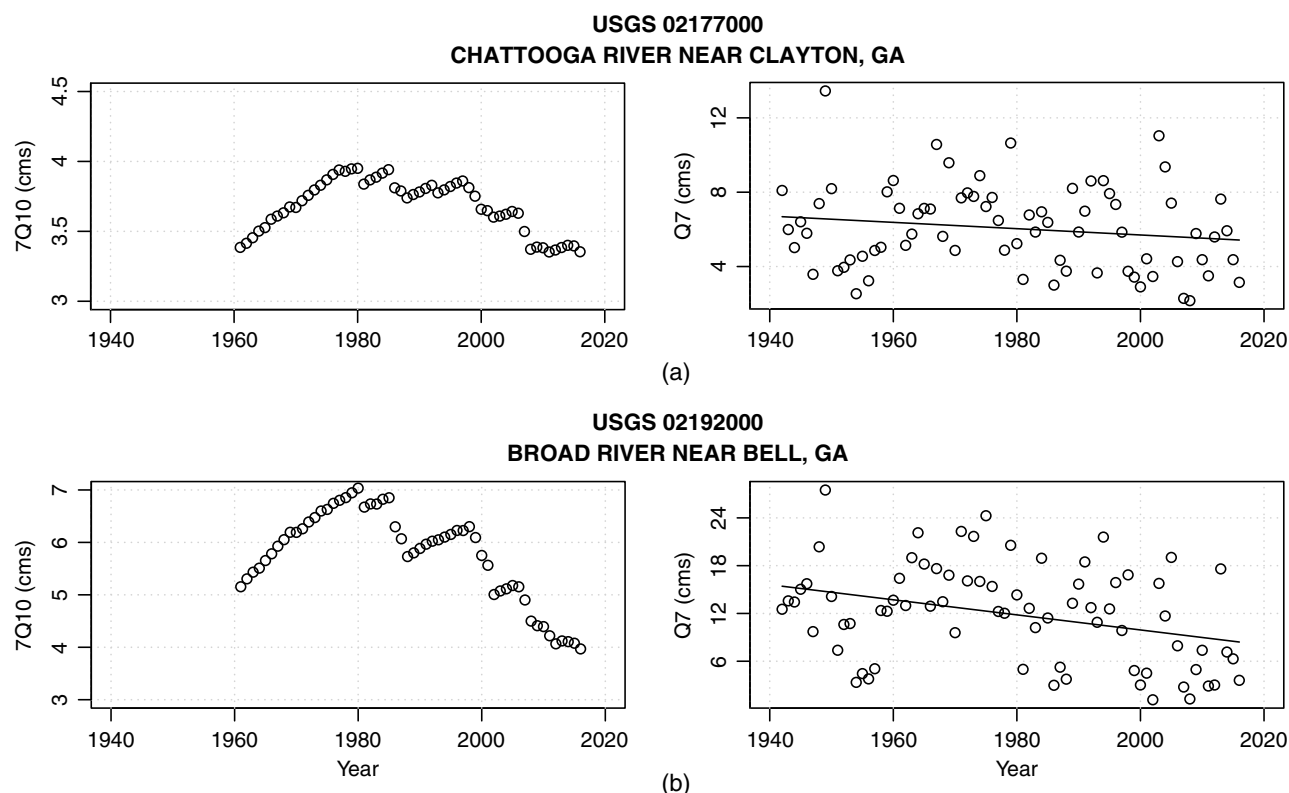 USGS 02177000
CHATTOOGA RIVER NEAR CLAYTON, GA
7Q10 (cms)
4.5
4
3.5
3
1940 1960 1980 2000 2020
Q7 (cms)
12
8
4
1940 1960 1980 2000 2020
(a)
USGS 02192000
BROAD RIVER NEAR BELL, GA
7Q10 (cms)
7
6
5
4
3
1940 1960 1980 2000 2020
Year
Q7 (cms)
24
18
12
6
1940 1960 1980 2000 2020
Year
(b)